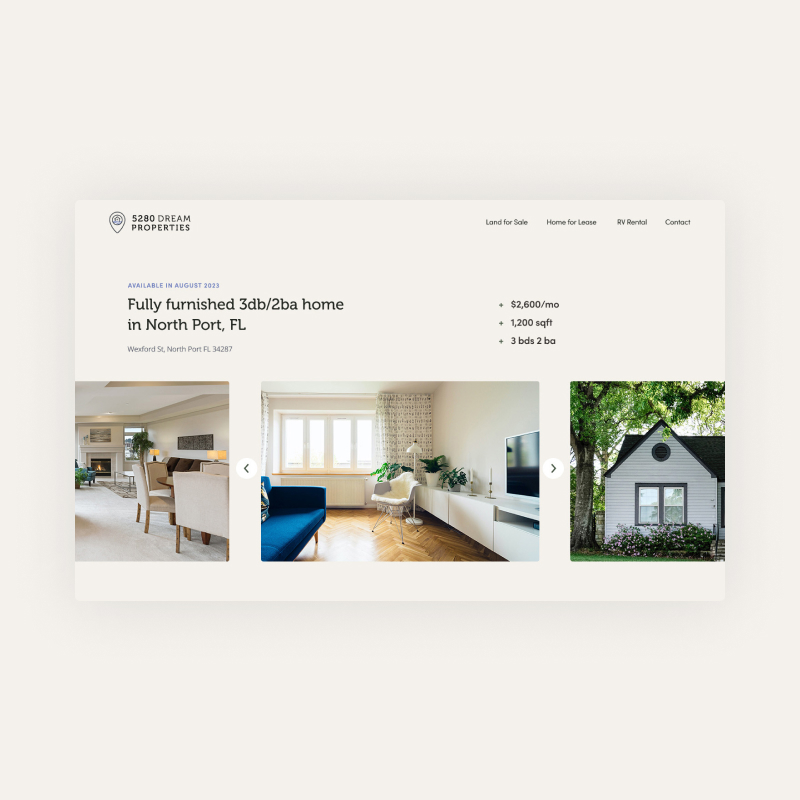 5280 DREAM
PROPERTIES
Land for Sale
Home for Lease
RV Rental
Contact
AVAILABLE IN AUGUST 2023
Fully furnished 3db/2ba home
in North Port, FL
Wexford St, North Port FL 34287
+ $2,600/mo
+ 1,200 sqft
+ 3 bds 2 ba